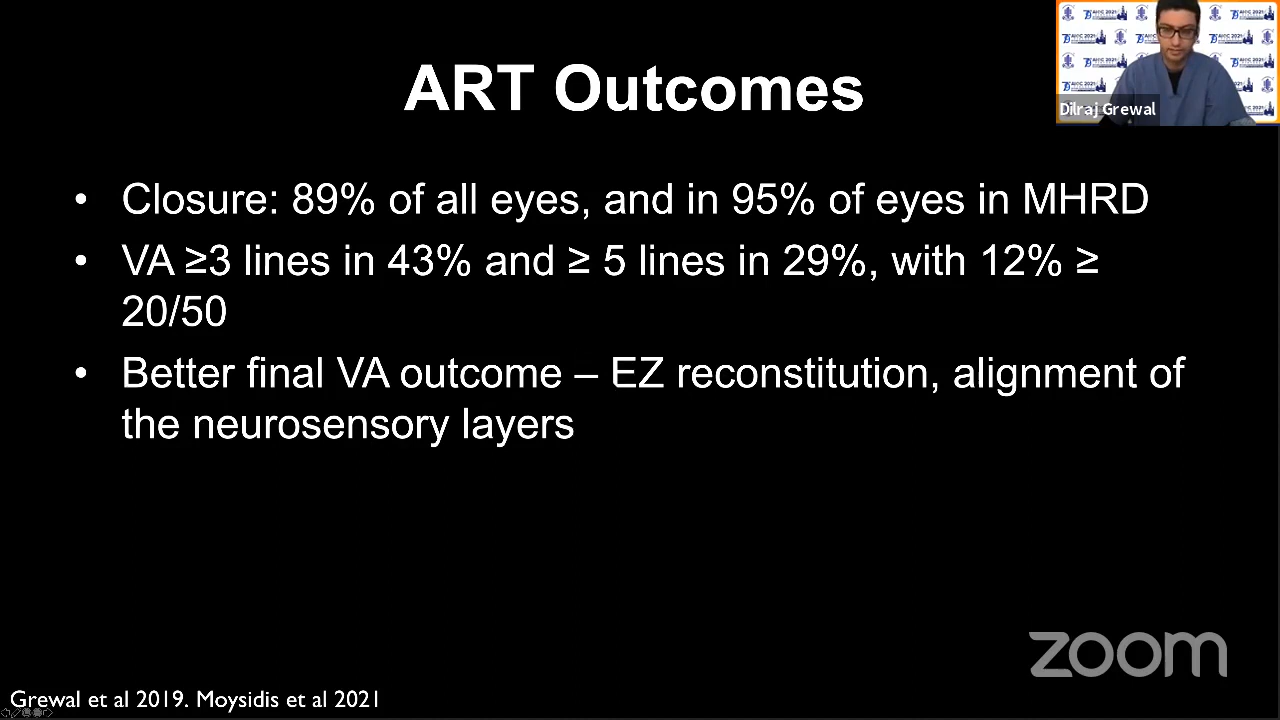 ART Outcomes
Dilraj Grewal
• Closure: 89% of all eyes, and in 95% of eyes in MHRD
• VA ≥3 lines in 43% and ≥ 5 lines in 29%, with 12% ≥
20/50
• Better final VA outcome – EZ reconstitution, alignment of
the neurosensory layers
zoom
Grewal et al 2019. Moysidis et al 2021